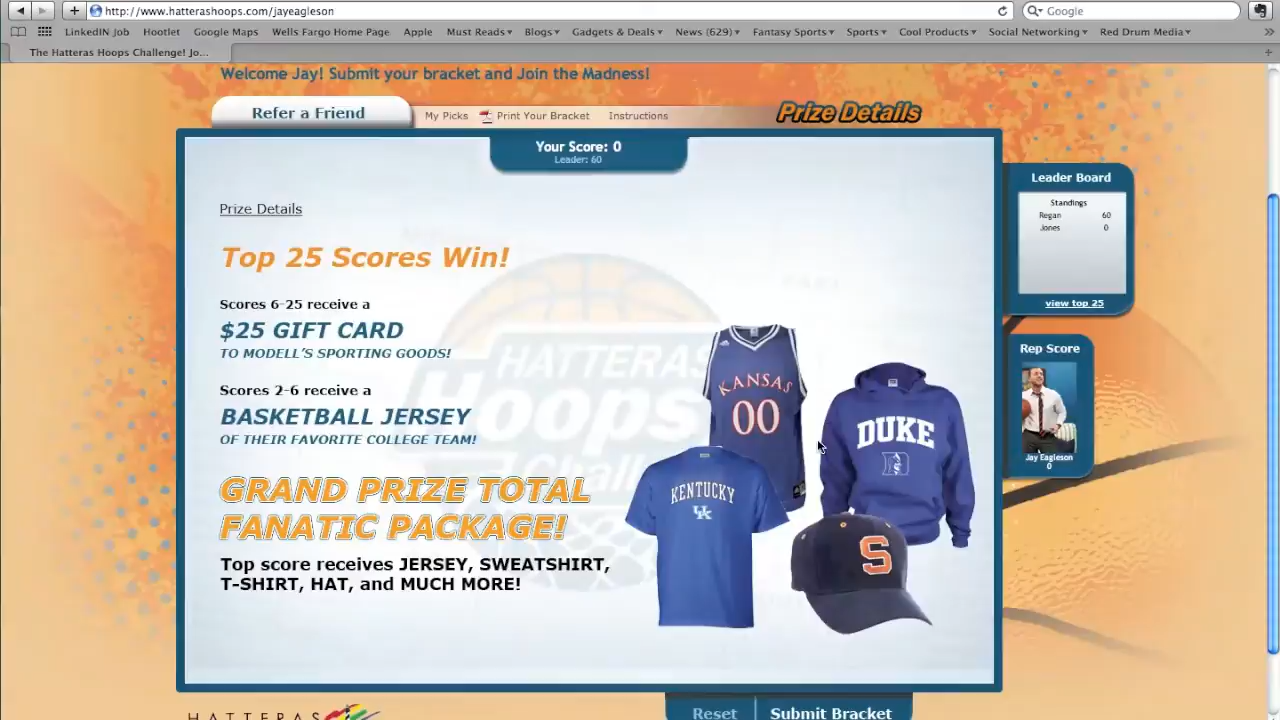 http://www.hatterashoops.com/jayeagleson
Google
LinkedIN Job Hootlet Google Maps Wells Fargo Home Page Apple Must Reads Blogs Gadgets & Deals News (629) Fantasy Sports Sports Cool Products Social Networking Red Drum Media
The Hatteras Hoops Challenge! Jo...
Welcome Jay! Submit your bracket and Join the Madness!
Refer a Friend
My Picks
Print Your Bracket
Instructions
Prize Details
Your Score: 0
Leader: 60
Prize Details
Top 25 Scores Win!
Scores 6-25 receive a
$25 GIFT CARD
TO MODELL'S SPORTING GOODS!
Scores 2-6 receive a
BASKETBALL JERSEY
OF THEIR FAVORITE COLLEGE TEAM!
GRAND PRIZE TOTAL
FANATIC PACKAGE!
Top score receives JERSEY, SWEATSHIRT,
T-SHIRT, HAT, and MUCH MORE!
HATTERAS
Hoops
KANSAS
00
DUKE
D
KENTUCKY
UK
S
Leader Board
Standings
Regan 60
Jones 0
view top 25
Rep Score
Jay Eagleson
0
HATTERAS
Reset
Submit Bracket